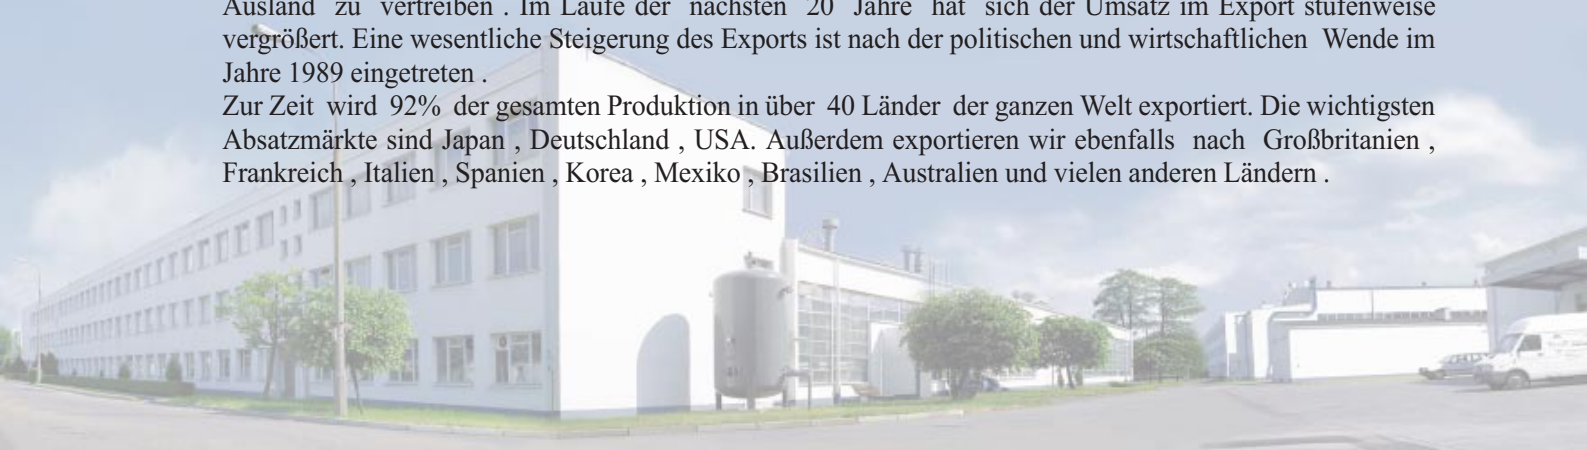 Ausland zu vertreiben . Im Laufe der nächsten 20 Jahre hat sich der Umsatz im Export stufenweise
vergrößert. Eine wesentliche Steigerung des Exports ist nach der politischen und wirtschaftlichen Wende im
Jahre 1989 eingetreten .
Zur Zeit wird 92% der gesamten Produktion in über 40 Länder der ganzen Welt exportiert. Die wichtigsten
Absatzmärkte sind Japan , Deutschland , USA. Außerdem exportieren wir ebenfalls nach Großbritanien ,
Frankreich , Italien , Spanien , Korea , Mexiko , Brasilien , Australien und vielen anderen Ländern .